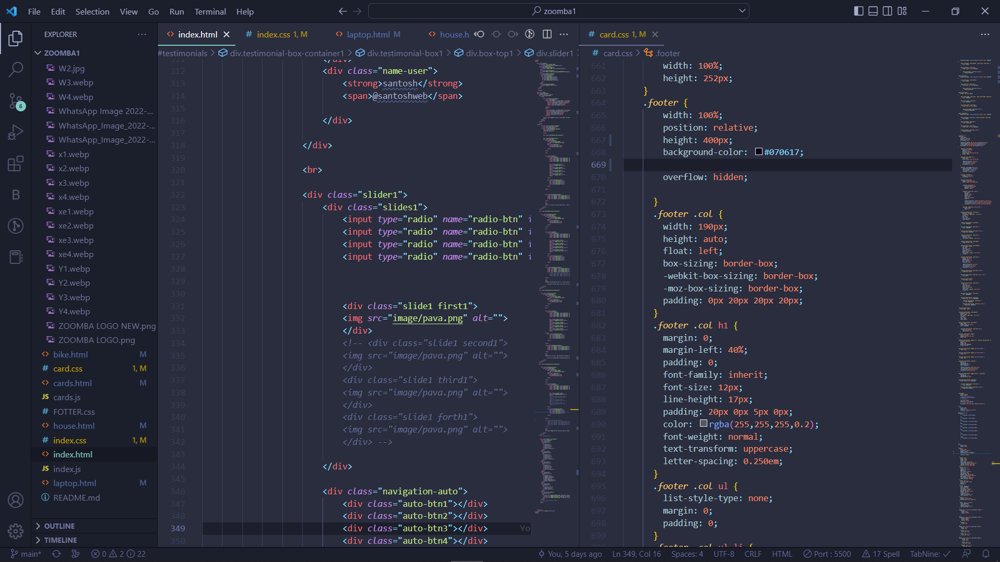 File Edit Selection View Go Run Terminal Help
zoomba1
EXPLORER
ZOOMBA1
W2.jpg
W3.webp
W4.webp
WhatsApp Image 2022-...
WhatsApp_Image_2022-...
WhatsApp_Image_2022-...
x1.webp
x2.webp
x3.webp
x4.webp
xe1.webp
xe2.webp
xe3.webp
xe4.webp
Y1.webp
Y2.webp
Y3.webp
Y4.webp
ZOOMBA LOGO NEW.png
ZOOMBA LOGO.png
bike.html M
card.css 1, M
cards.html M
cards.js
FOTTER.css
house.html M
index.css 1, M
index.html
index.js
laptop.html M
README.md
OUTLINE
TIMELINE
6
index.html
index.css 1, M
laptop.html M
house.h
#testimonials > div.testimonial-box-container1 > div.testimonial-box1 > div.box-top1 > div.slider1
312 <div class="name-user">
313 <strong>santosh</strong>
314 <span>@santoshweb</span>
315
316 </div>
317
318 </div>
319
320 <br>
321
322 <div class="slider1">
323 <div class="slides1">
324 <input type="radio" name="radio-btn" i
325 <input type="radio" name="radio-btn" i
326 <input type="radio" name="radio-btn" i
327 <input type="radio" name="radio-btn" i
328
329
330
331 <div class="slide1 first1">
332 <img src="image/pava.png" alt="">
333 </div>
334 <!-- <div class="slide1 second1">
335 <img src="image/pava.png" alt="">
336 </div>
337 <div class="slide1 third1">
338 <img src="image/pava.png" alt="">
339 </div>
340 <div class="slide1 forth1">
341 <img src="image/pava.png" alt="">
342 </div> -->
343
344 </div>
345
346 <div class="navigation-auto">
347 <div class="auto-btn1"></div>
348 <div class="auto-btn2"></div>
349 <div class="auto-btn3"></div> Yo
350 <div class="auto-btn4"></div>
card.css 1, M
card.css > .footer
661 width: 100%;
662 height: 252px;
663 }
664 .footer {
665 width: 100%;
666 position: relative;
667 height: 400px;
668 background-color: #070617;
669
670 overflow: hidden;
671
672 }
673 .footer .col {
674 width: 190px;
675 height: auto;
676 float: left;
677 box-sizing: border-box;
678 -webkit-box-sizing: border-box;
679 -moz-box-sizing: border-box;
680 padding: 0px 20px 20px 20px;
681 }
682 .footer .col h1 {
683 margin: 0;
684 margin-left: 40%;
685 padding: 0;
686 font-family: inherit;
687 font-size: 12px;
688 line-height: 17px;
689 padding: 20px 0px 5px 0px;
690 color: rgba(255,255,255,0.2);
691 font-weight: normal;
692 text-transform: uppercase;
693 letter-spacing: 0.250em;
694 }
695 .footer .col ul {
696 list-style-type: none;
697 margin: 0;
698 padding: 0;
699 }
main* 0 2 22 You, 5 days ago Ln 349, Col 16 Spaces: 4 UTF-8 CRLF HTML Port : 5500 17 Spell TabNine: